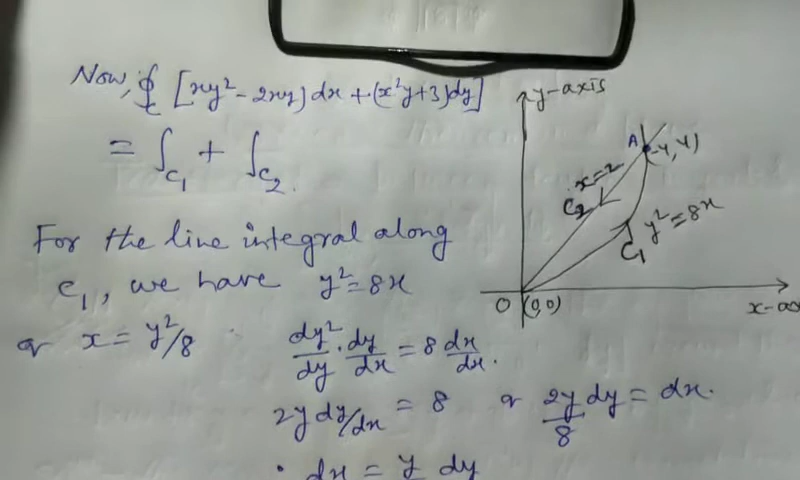 Now, ∮ [xy² - 2xy) dx + (x²y+3) dy]
= ∫C₁ + ∫C₂.
For the line integral along
C₁, we have y² = 8x
or x = y²/8
dy²/dy · dy/dx = 8 dx/dx.
2y dy/dx = 8 or 2y/8 dy = dx.
dx = y dy
y-axis
A
(-4, 4)
x=2
C₂
y² = 8x
C₁
O (0,0)
x-ax